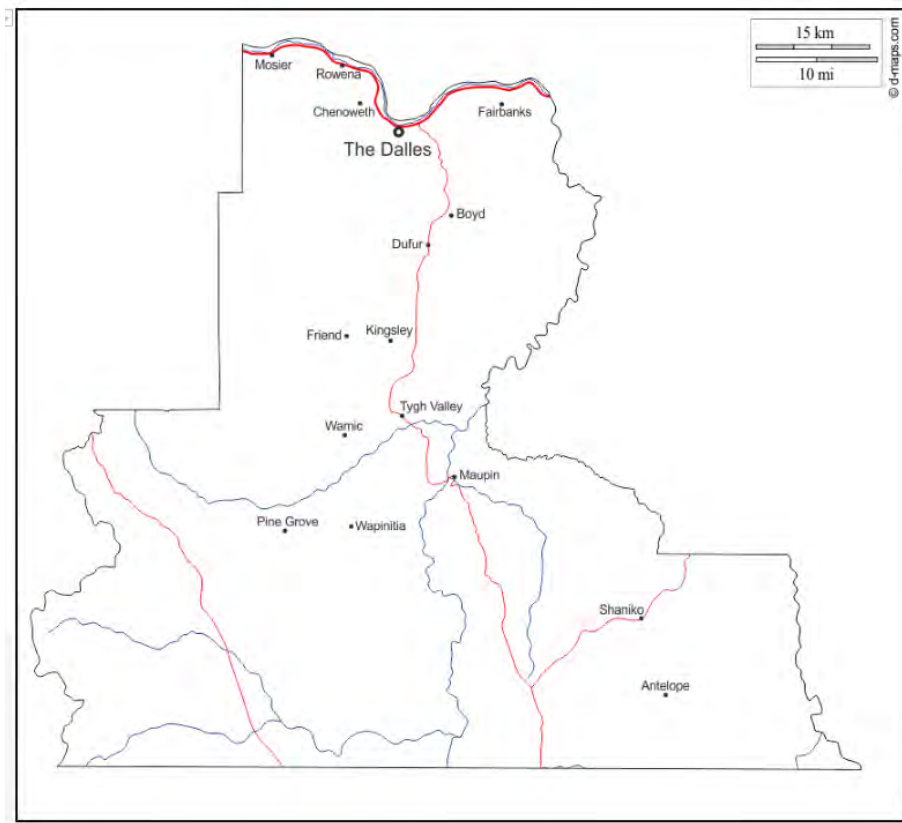 15 km
10 mi
© d-maps.com
Mosier
Rowena
Chenoweth
Fairbanks
The Dalles
Boyd
Dufur
Friend
Kingsley
Tygh Valley
Wamic
Maupin
Pine Grove
Wapinitia
Shaniko
Antelope